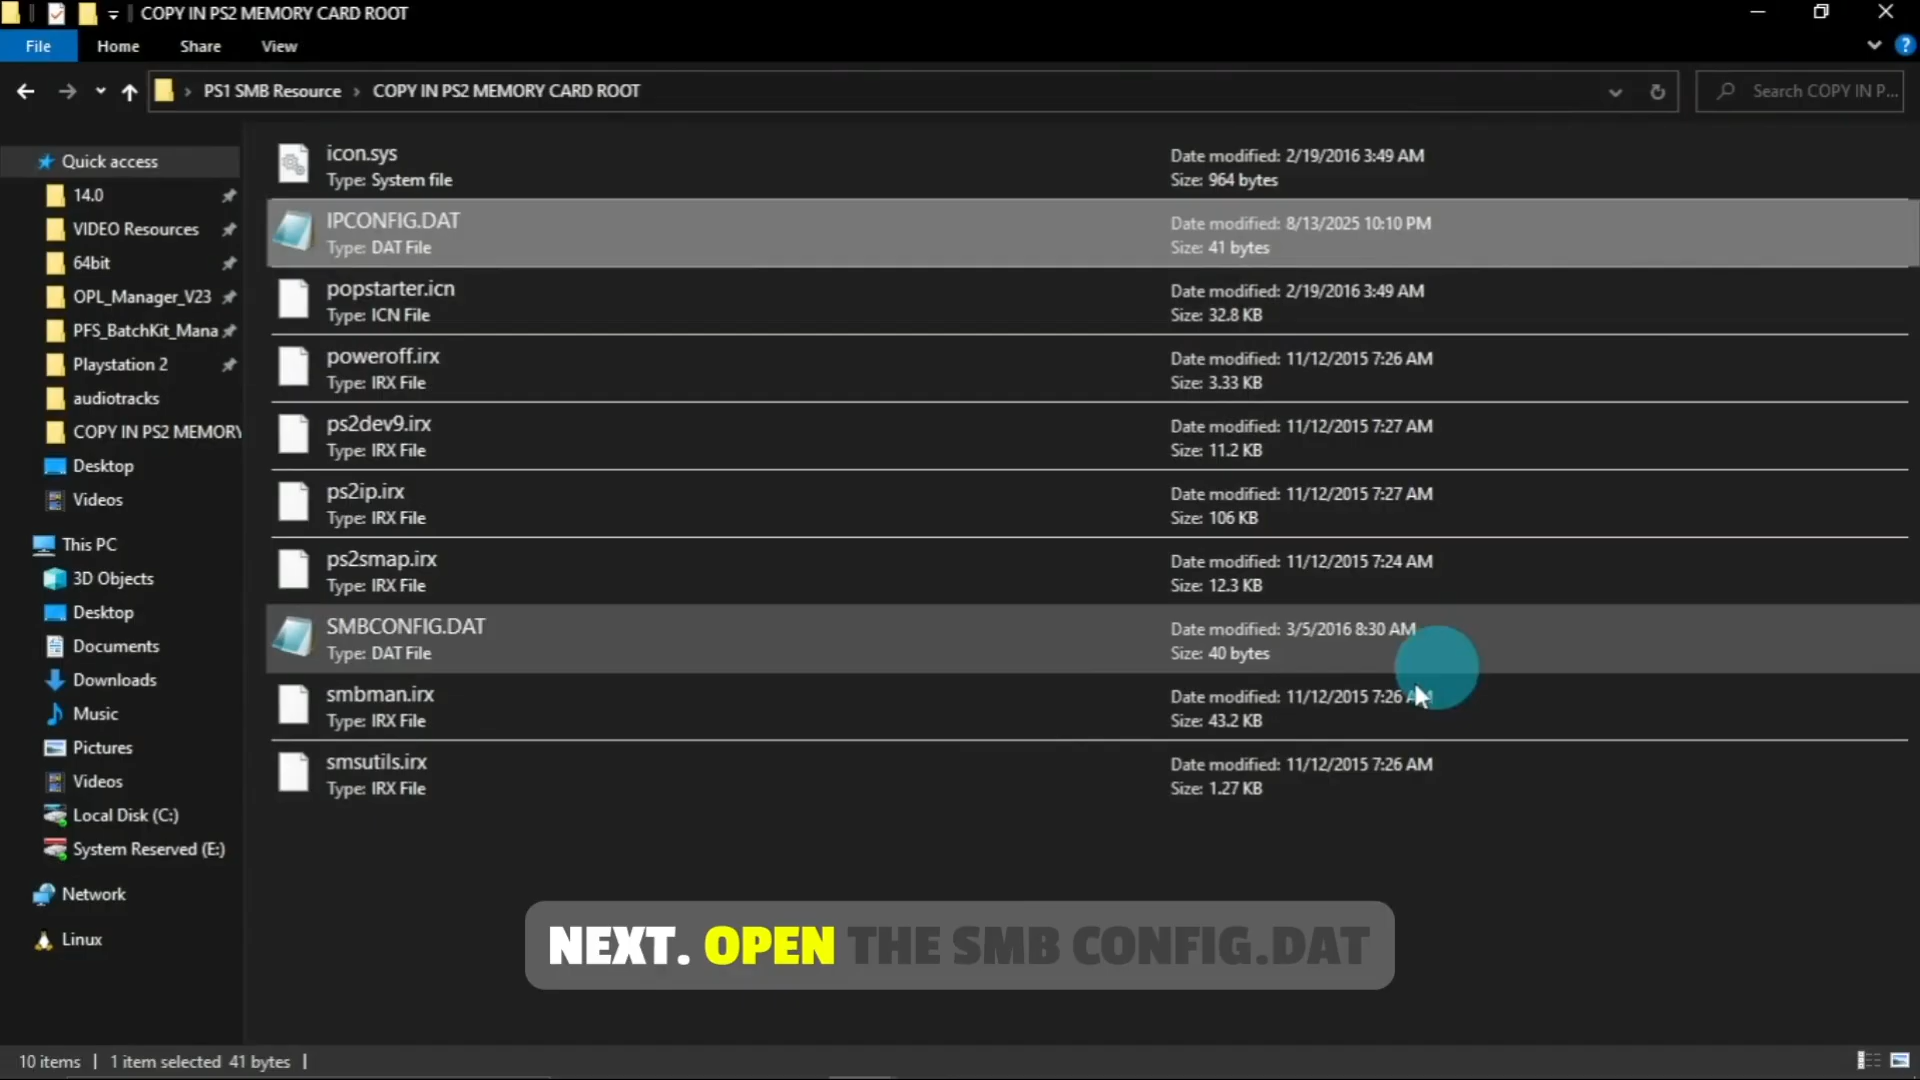 COPY IN PS2 MEMORY CARD ROOT
File Home Share View
PS1 SMB Resource › COPY IN PS2 MEMORY CARD ROOT
Search COPY IN P...
Quick access
14.0
VIDEO Resources
64bit
OPL_Manager_V23
PFS_BatchKit_Mana
Playstation 2
audiotracks
COPY IN PS2 MEMORY
Desktop
Videos
This PC
3D Objects
Desktop
Documents
Downloads
Music
Pictures
Videos
Local Disk (C:)
System Reserved (E:)
Network
Linux
icon.sys
Type: System file
Date modified: 2/19/2016 3:49 AM
Size: 964 bytes
IPCONFIG.DAT
Type: DAT File
Date modified: 8/13/2025 10:10 PM
Size: 41 bytes
popstarter.icn
Type: ICN File
Date modified: 2/19/2016 3:49 AM
Size: 32.8 KB
poweroff.irx
Type: IRX File
Date modified: 11/12/2015 7:26 AM
Size: 3.33 KB
ps2dev9.irx
Type: IRX File
Date modified: 11/12/2015 7:27 AM
Size: 11.2 KB
ps2ip.irx
Type: IRX File
Date modified: 11/12/2015 7:27 AM
Size: 106 KB
ps2smap.irx
Type: IRX File
Date modified: 11/12/2015 7:24 AM
Size: 12.3 KB
SMBCONFIG.DAT
Type: DAT File
Date modified: 3/5/2016 8:30 AM
Size: 40 bytes
smbman.irx
Type: IRX File
Date modified: 11/12/2015 7:26 AM
Size: 43.2 KB
smsutils.irx
Type: IRX File
Date modified: 11/12/2015 7:26 AM
Size: 1.27 KB
NEXT. OPEN THE SMB CONFIG.DAT
10 items | 1 item selected 41 bytes |